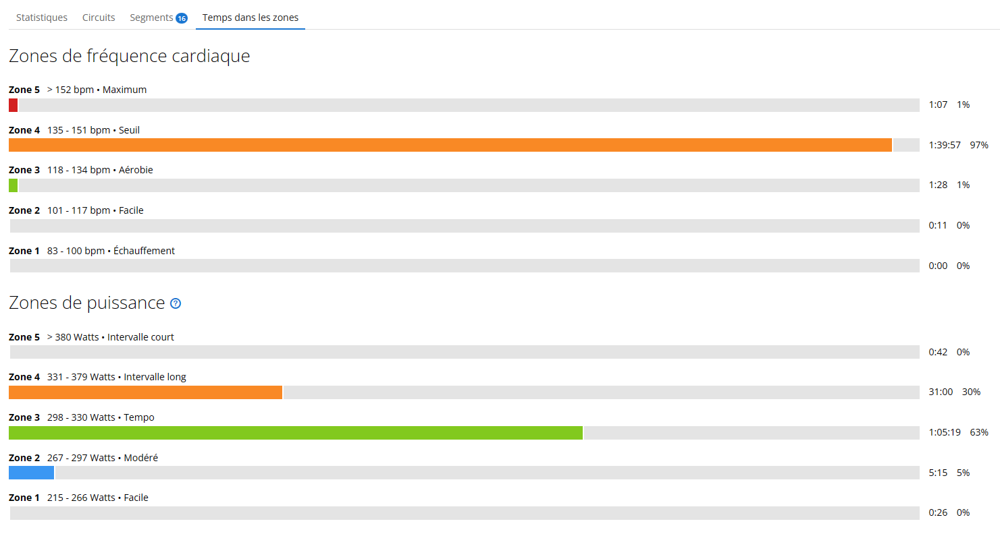 Statistiques Circuits Segments 16 Temps dans les zones
Zones de fréquence cardiaque
Zone 5 > 152 bpm • Maximum
1:07 1%
Zone 4 135 - 151 bpm • Seuil
1:39:57 97%
Zone 3 118 - 134 bpm • Aérobie
1:28 1%
Zone 2 101 - 117 bpm • Facile
0:11 0%
Zone 1 83 - 100 bpm • Échauffement
0:00 0%
Zones de puissance ?
Zone 5 > 380 Watts • Intervalle court
0:42 0%
Zone 4 331 - 379 Watts • Intervalle long
31:00 30%
Zone 3 298 - 330 Watts • Tempo
1:05:19 63%
Zone 2 267 - 297 Watts • Modéré
5:15 5%
Zone 1 215 - 266 Watts • Facile
0:26 0%